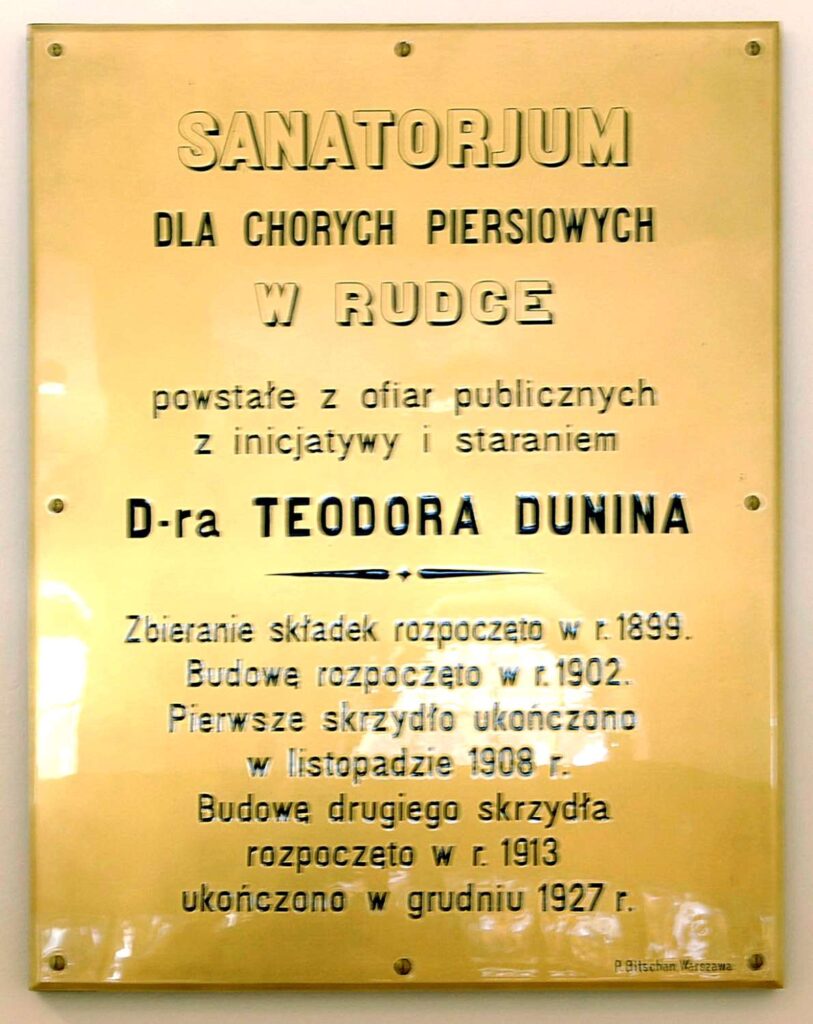 SANATORJUM
DLA CHORYCH PIERSIOWYCH
W RUDCE
powstałe z ofiar publicznych
z inicjatywy i staraniem
D-ra TEODORA DUNINA
Zbieranie składek rozpoczęto w r. 1899.
Budowę rozpoczęto w r. 1902.
Pierwsze skrzydło ukończono
w listopadzie 1908 r.
Budowę drugiego skrzydła
rozpoczęto w r. 1913
ukończono w grudniu 1927 r.
P. Bitschan Warszawa